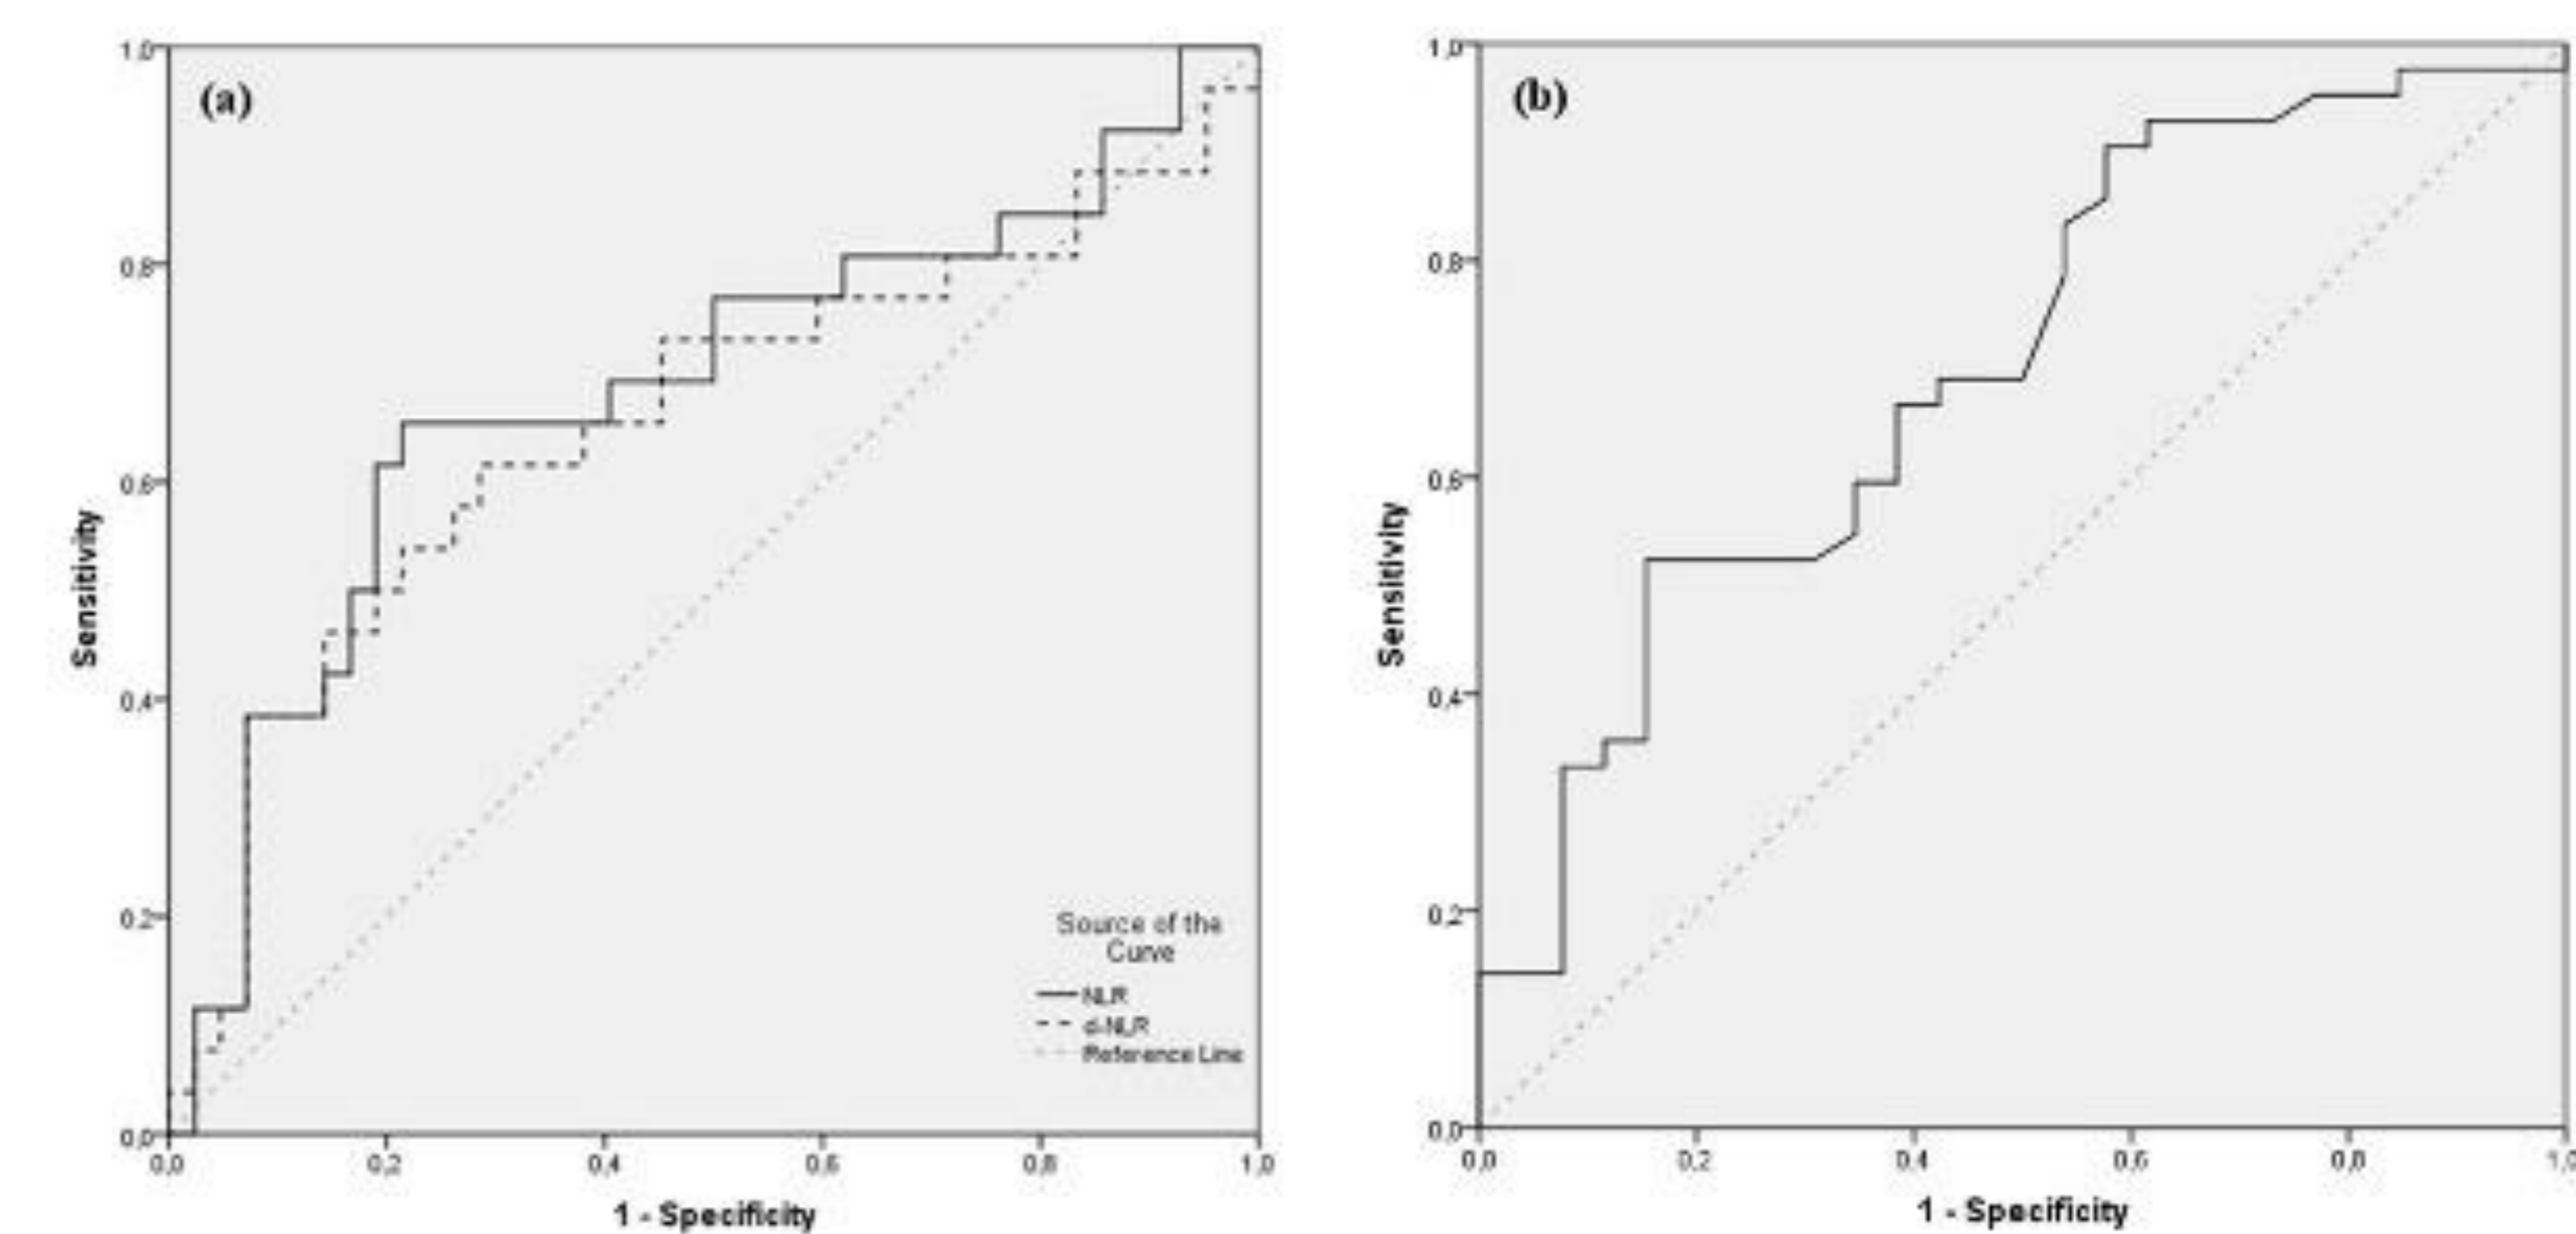 (a)
1,0
0,8
0,6
0,4
0,2
0,0
Sensitivity
0,0 0,2 0,4 0,6 0,8 1,0
1 - Specificity
Source of the
Curve
NLR
d-NLR
Reference Line
(b)
1,0
0,8
0,6
0,4
0,2
0,0
Sensitivity
0,0 0,2 0,4 0,6 0,8 1,0
1 - Specificity